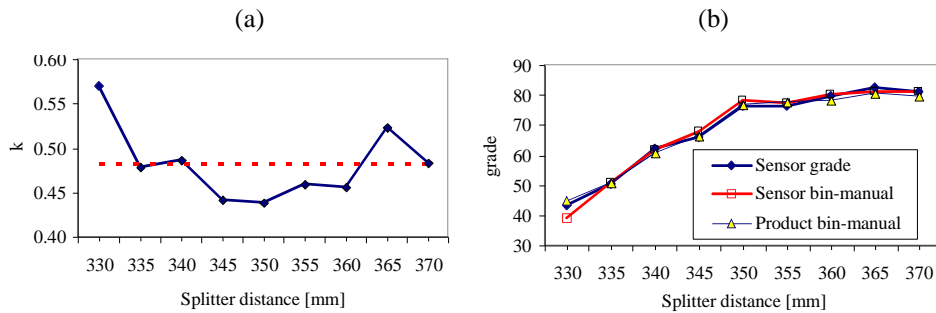 (a)
(b)
0.60
0.55
0.50
0.45
0.40
k
330 335 340 345 350 355 360 365 370
Splitter distance [mm]
90
80
70
60
50
40
30
grade
Sensor grade
Sensor bin-manual
Product bin-manual
330 335 340 345 350 355 360 365 370
Splitter distance [mm]